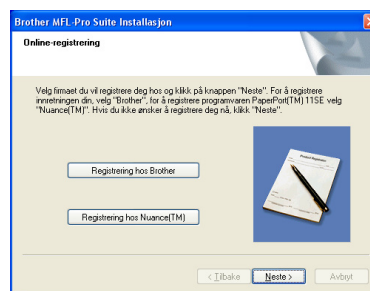 Brother MFL-Pro Suite Installasjon
Online-registrering
Velg firmaet du vil registrere deg hos og klikk på knappen "Neste". For å registrere
innretningen din, velg "Brother", for å registrere programvaren PaperPort(TM) 11SE velg
"Nuance(TM)". Hvis du ikke ønsker å registrere deg nå, klikk "Neste".
Registrering hos Brother
Product Registration
Registrering hos Nuance(TM)
< Tilbake Neste > Avbryt